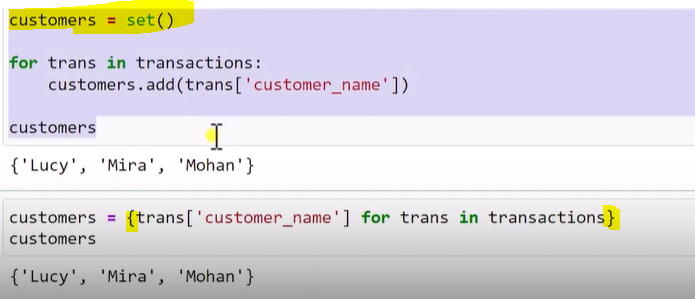 customers = set()
for trans in transactions:
    customers.add(trans['customer_name'])
customers
{'Lucy', 'Mira', 'Mohan'}
customers = {trans['customer_name'] for trans in transactions}
customers
{'Lucy', 'Mira', 'Mohan'}